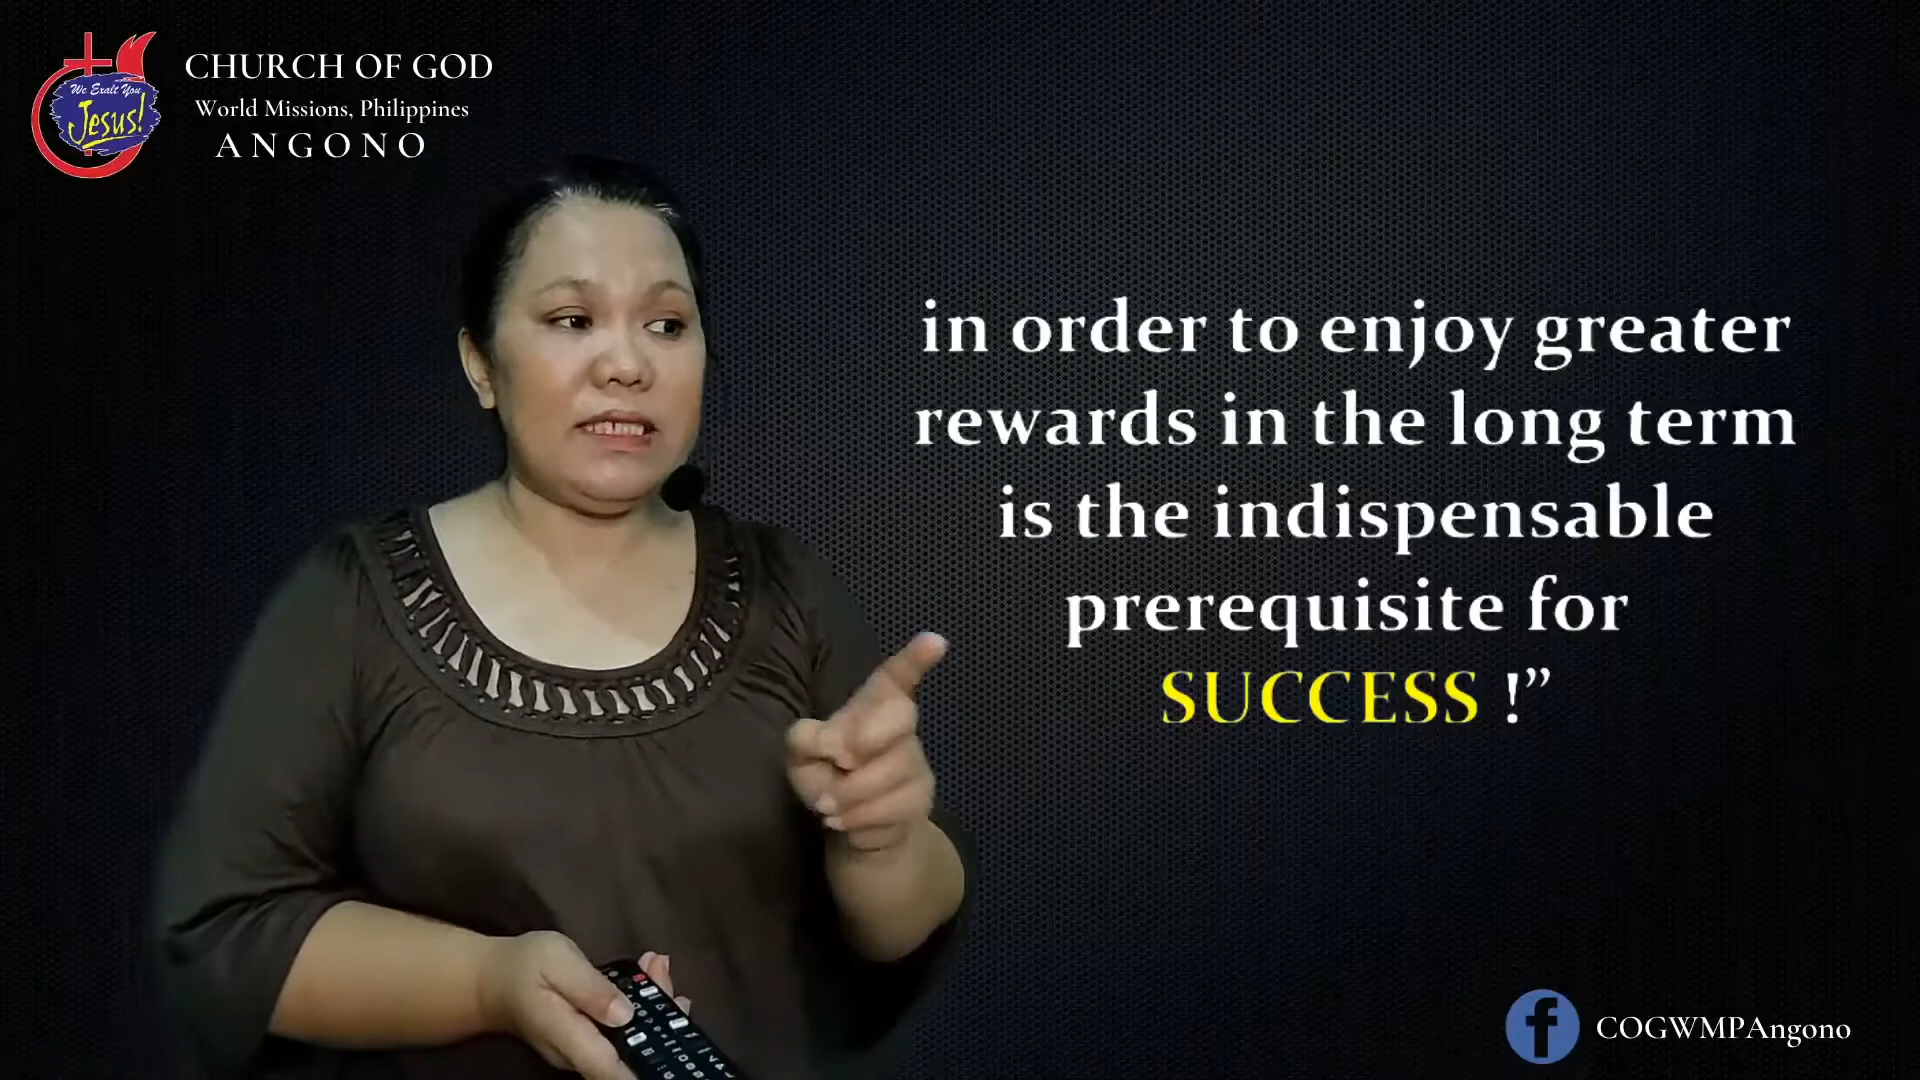 We Exalt You
Jesus!
CHURCH OF GOD
World Missions, Philippines
ANGONO
in order to enjoy greater
rewards in the long term
is the indispensable
prerequisite for
SUCCESS !”
COGWMPAngono